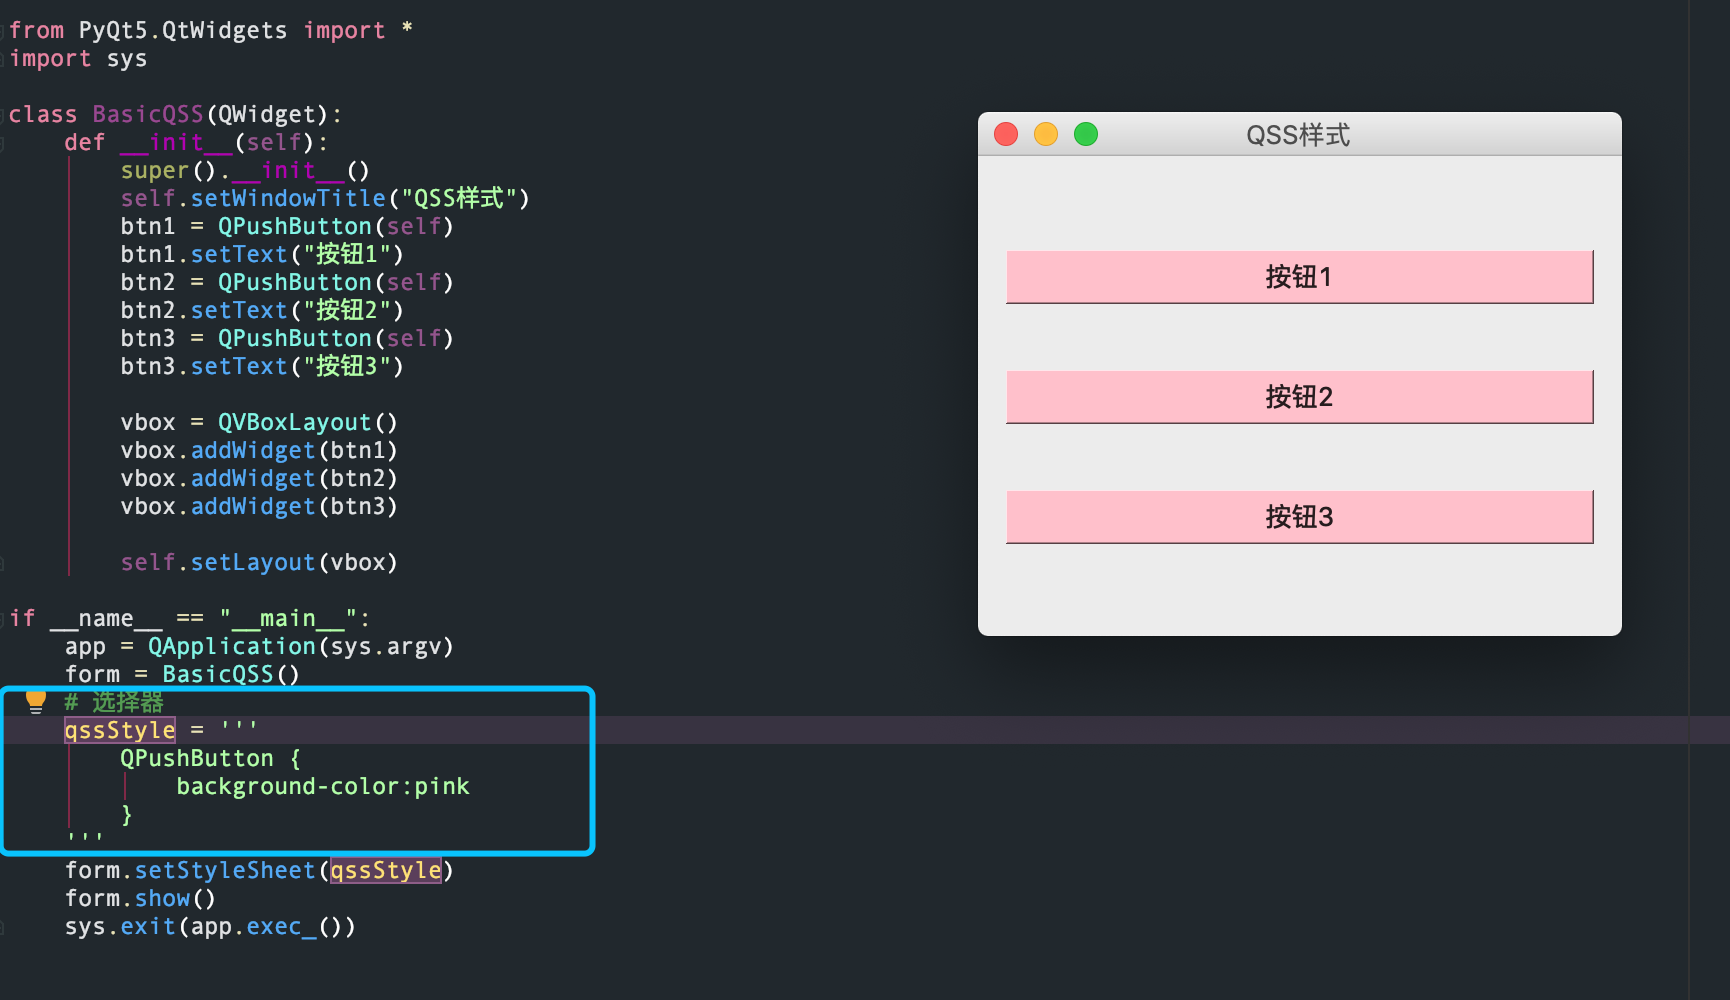 from PyQt5.QtWidgets import *
import sys
class BasicQSS(QWidget):
def __init__(self):
super().__init__()
self.setWindowTitle("QSS样式")
btn1 = QPushButton(self)
btn1.setText("按钮1")
btn2 = QPushButton(self)
btn2.setText("按钮2")
btn3 = QPushButton(self)
btn3.setText("按钮3")
vbox = QVBoxLayout()
vbox.addWidget(btn1)
vbox.addWidget(btn2)
vbox.addWidget(btn3)
self.setLayout(vbox)
if __name__ == "__main__":
app = QApplication(sys.argv)
form = BasicQSS()
# 选择器
qssStyle = '''
QPushButton {
background-color:pink
}
'''
form.setStyleSheet(qssStyle)
form.show()
sys.exit(app.exec_())
QSS样式
按钮1
按钮2
按钮3